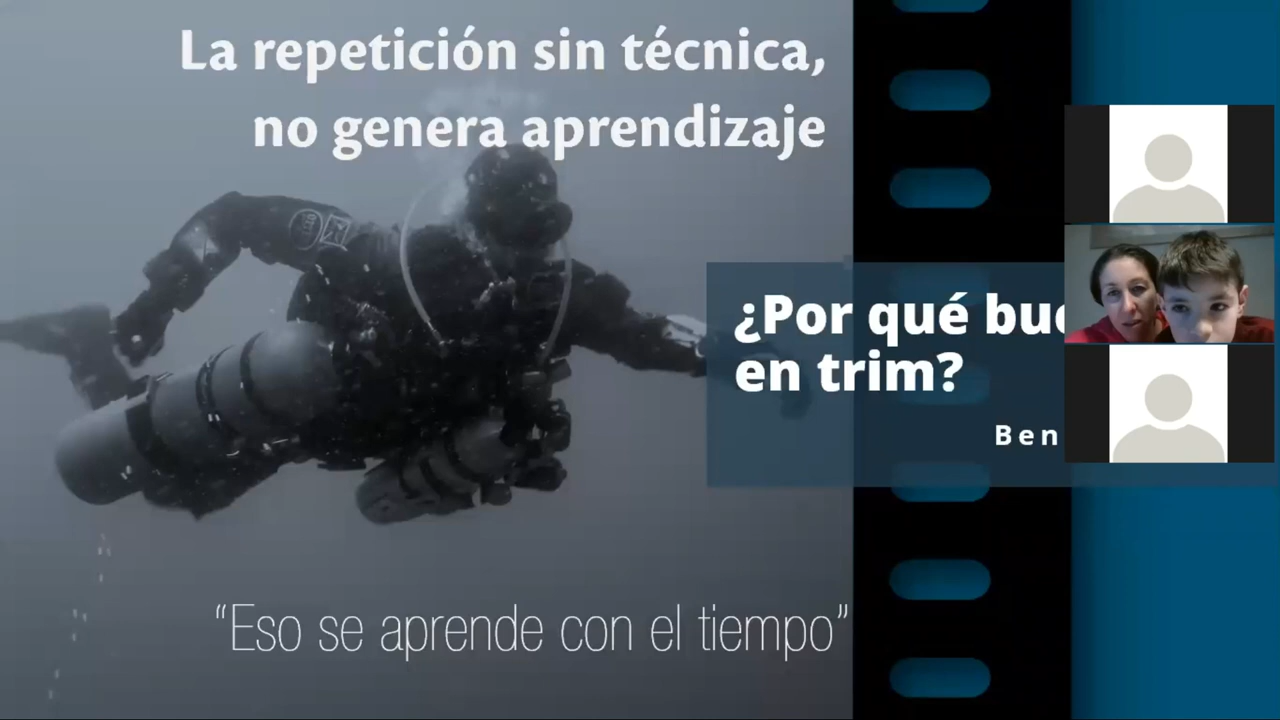 La repetición sin técnica,
no genera aprendizaje
¿Por qué bu
en trim?
Ben
“Eso se aprende con el tiempo”